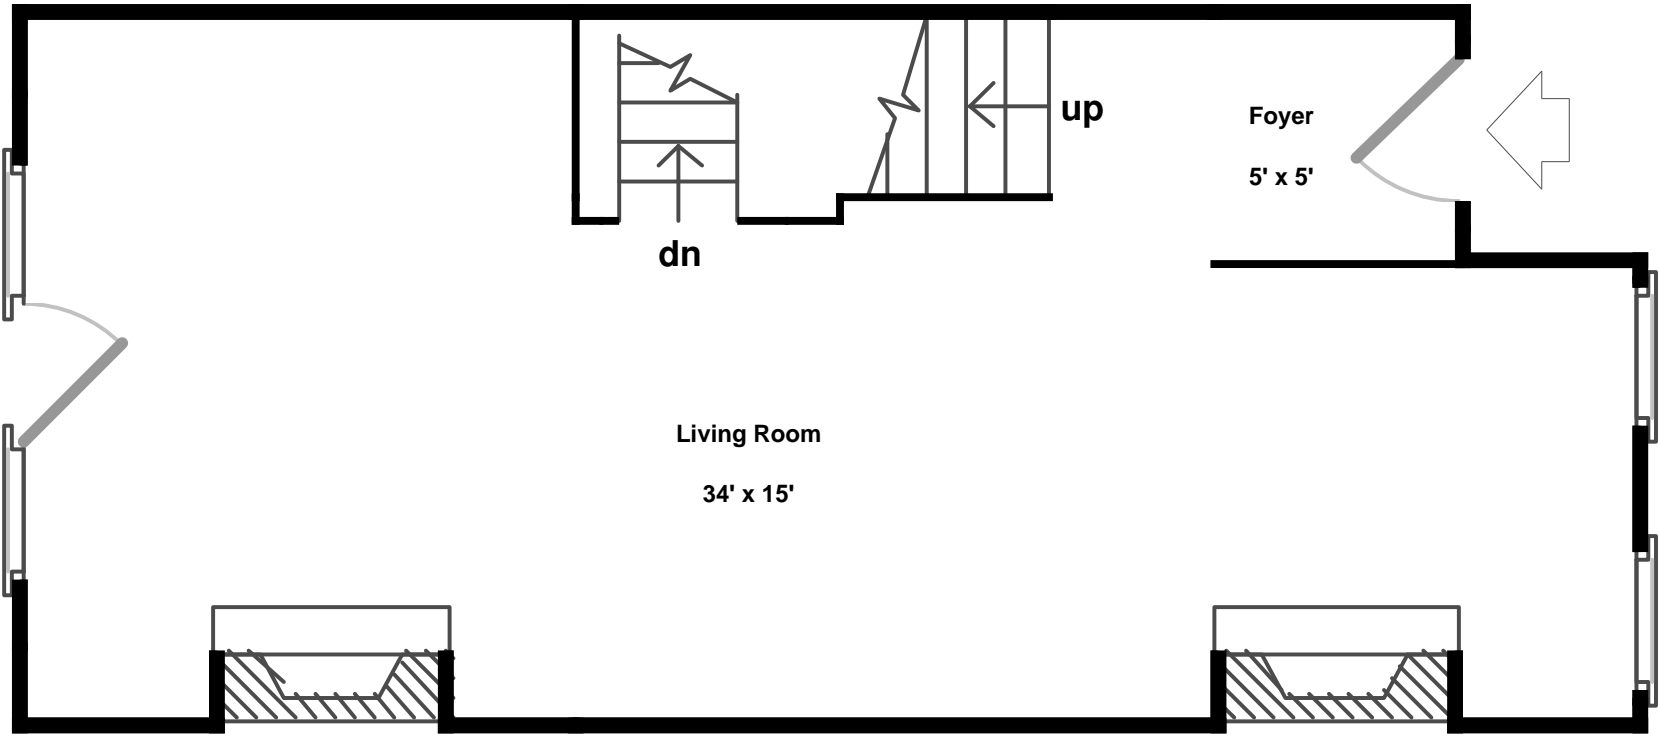 up
Foyer
5' x 5'
dn
Living Room
34' x 15'